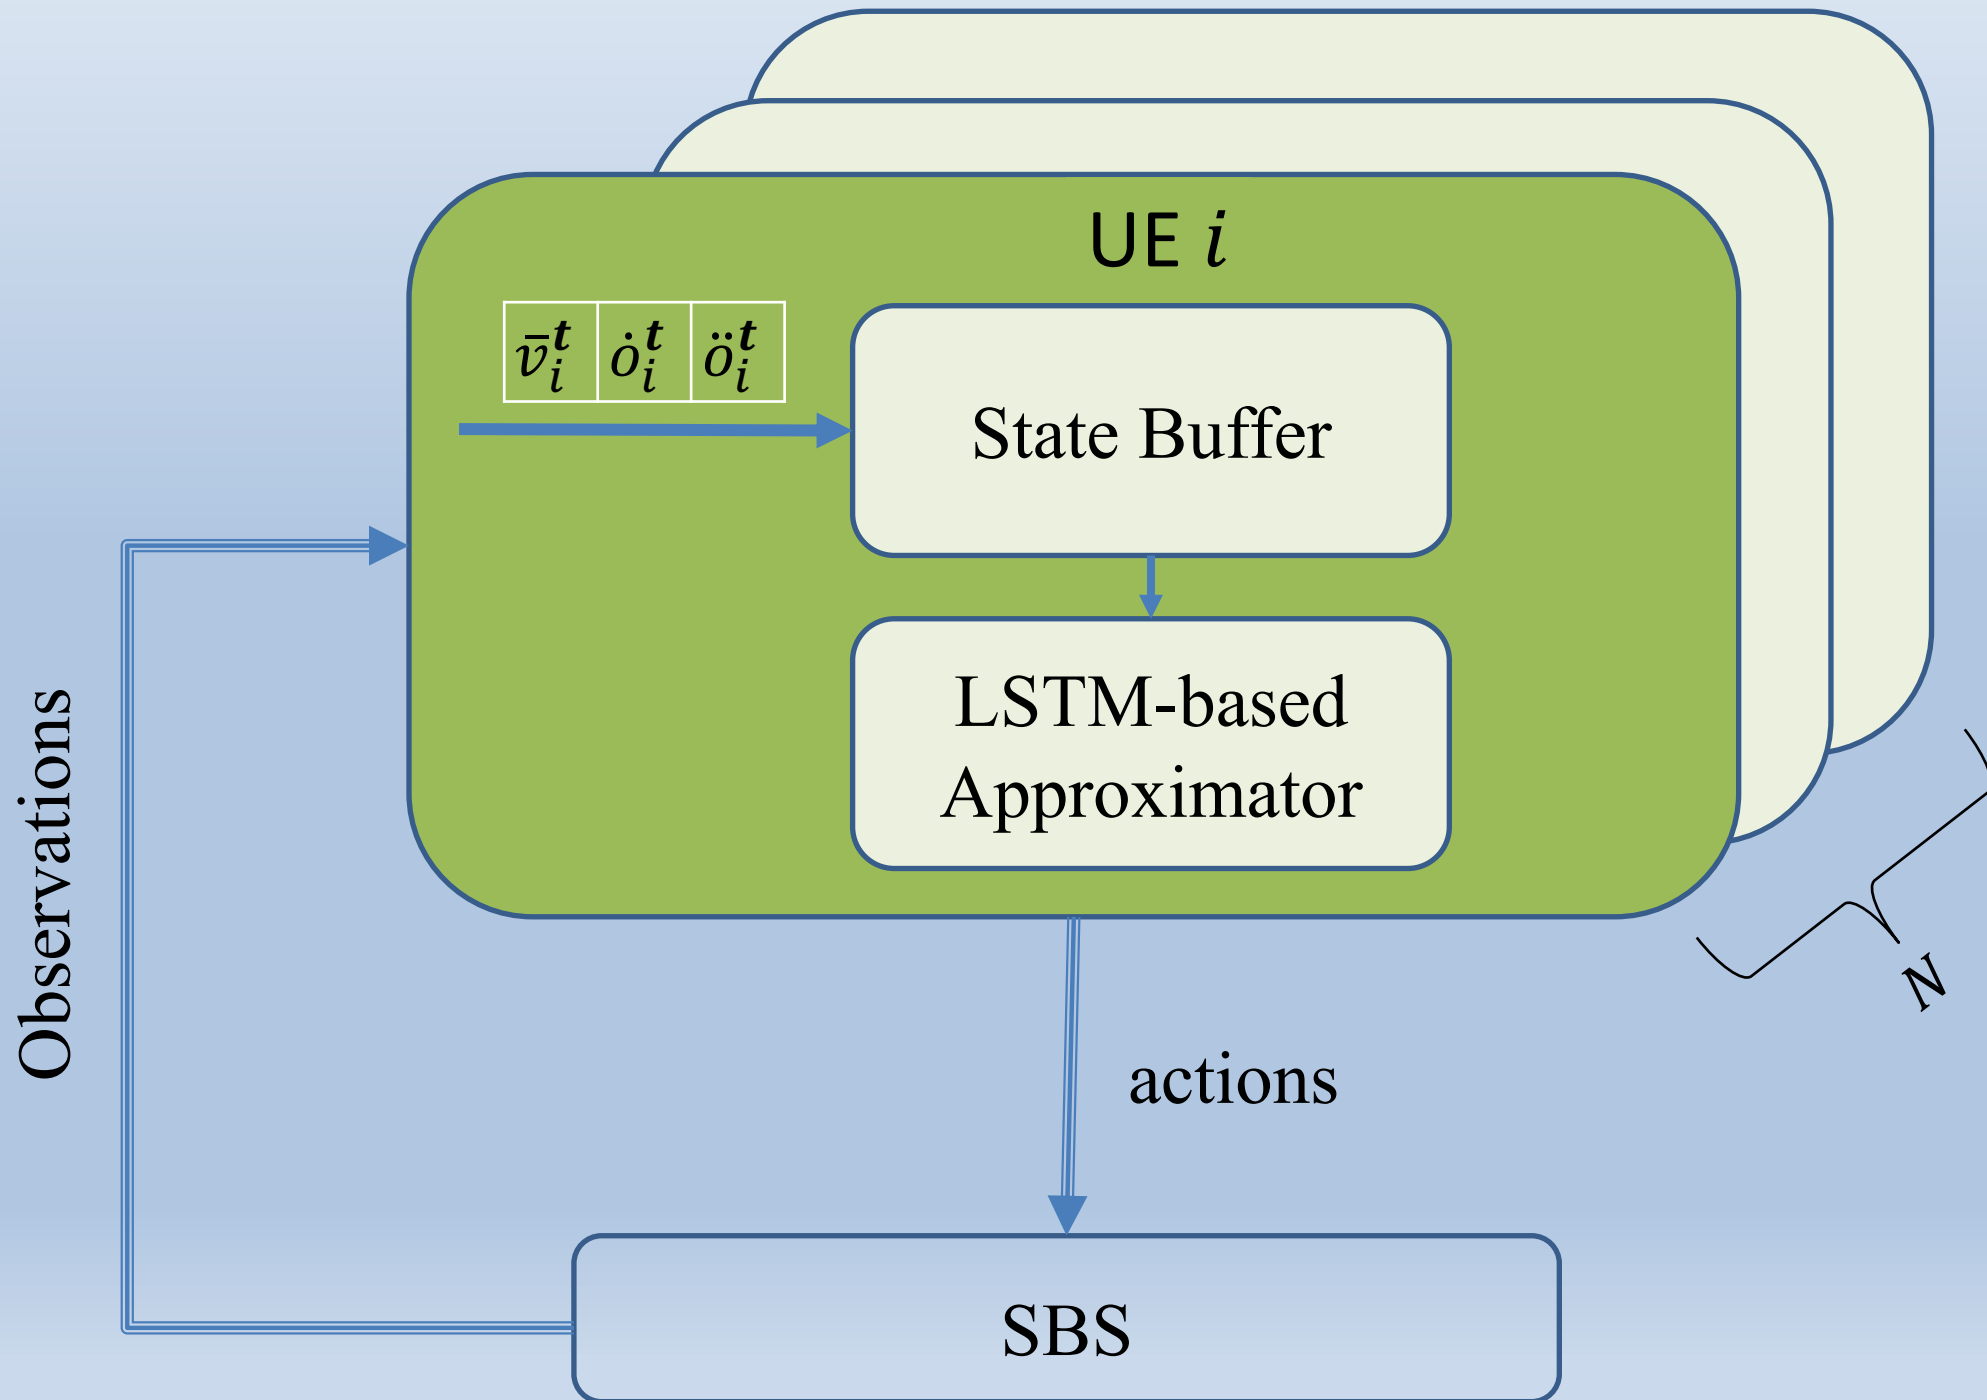 UE i
v̄ᵢᵗ ȯᵢᵗ öᵢᵗ
State Buffer
LSTM-based
Approximator
Observations
N
actions
SBS